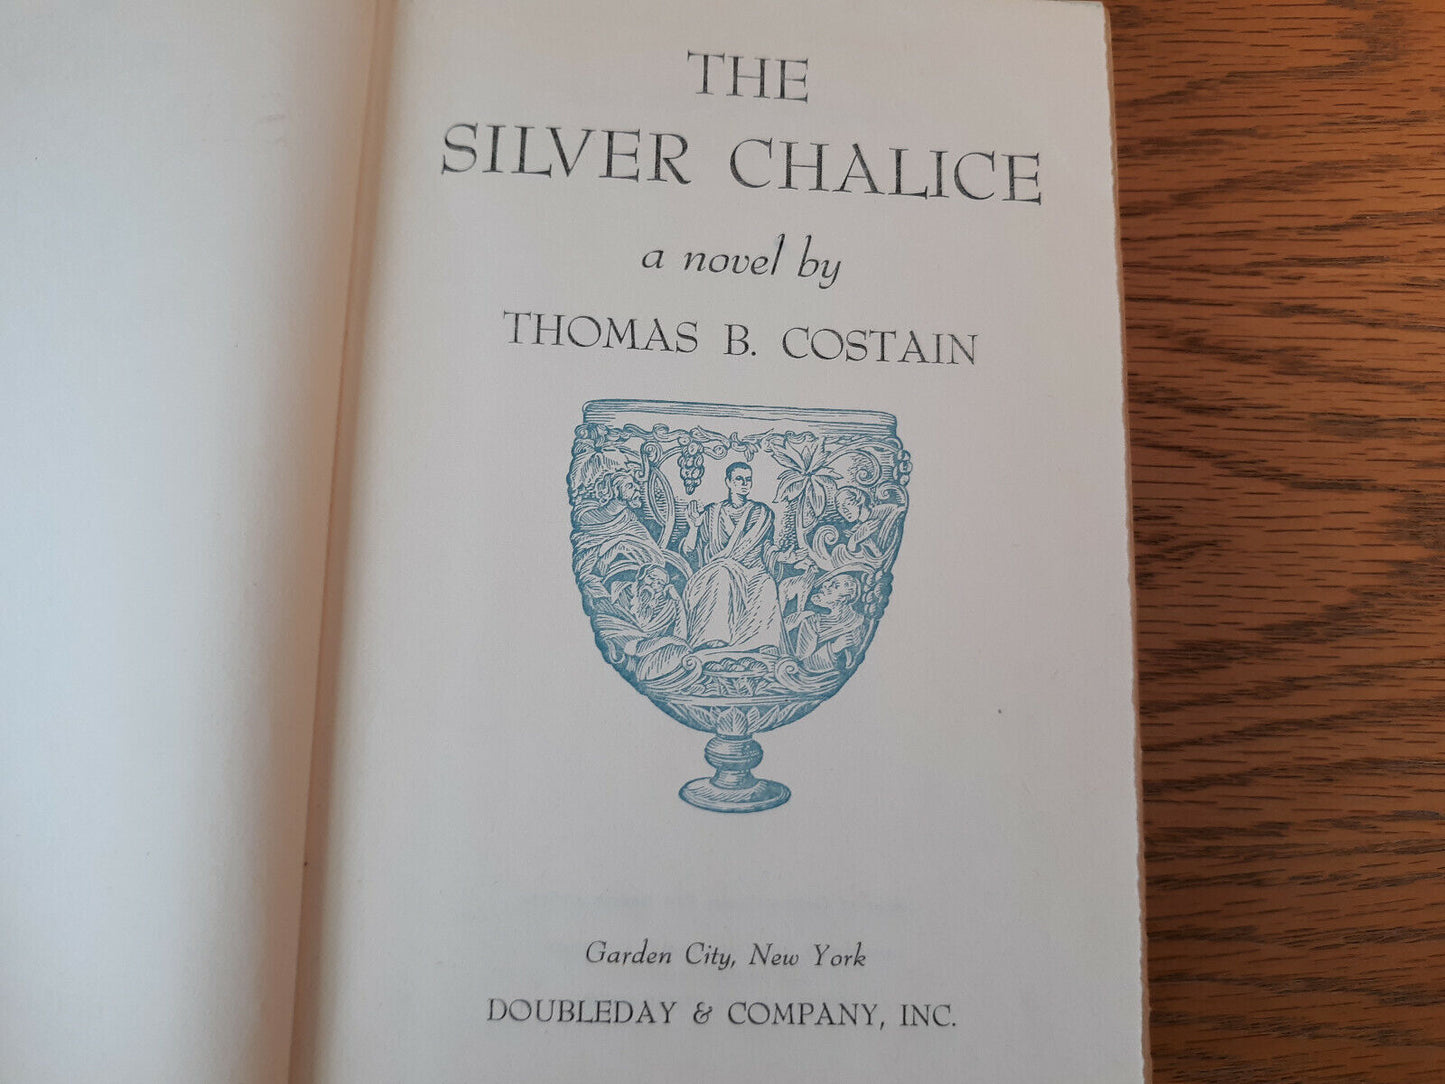 THE
SILVER CHALICE
a novel by
THOMAS B. COSTAIN
Garden City, New York
DOUBLEDAY & COMPANY, INC.